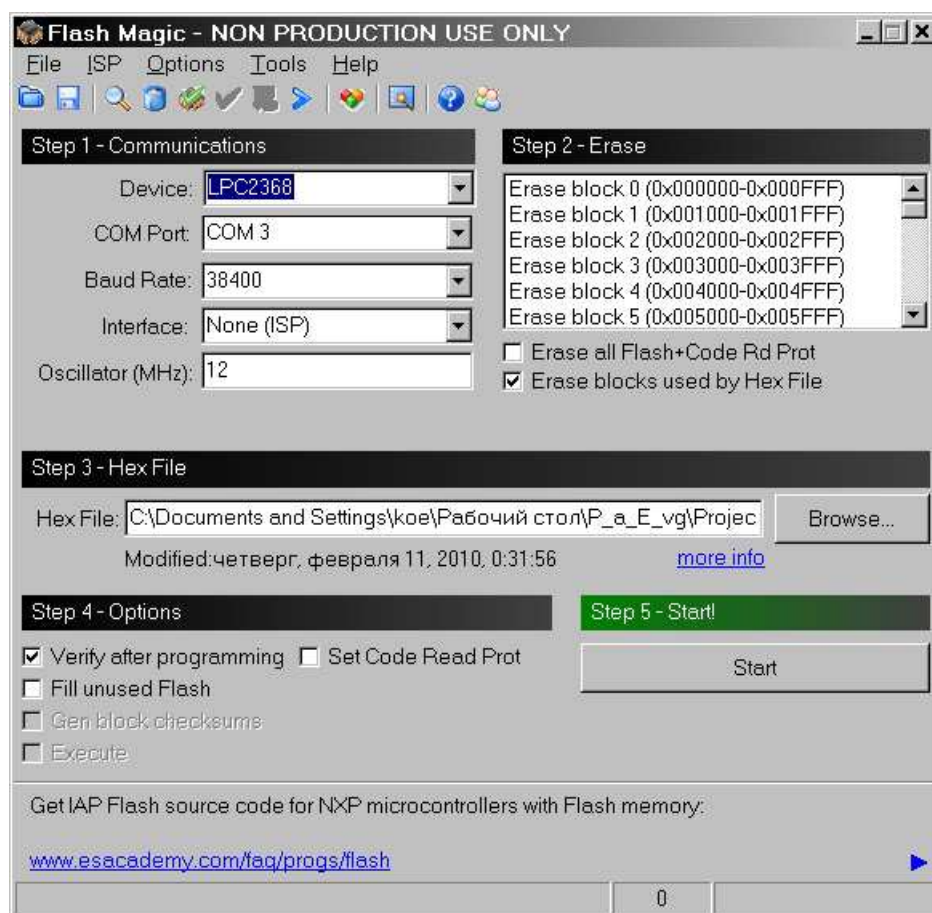 Flash Magic - NON PRODUCTION USE ONLY
File ISP Options Tools Help
Step 1 - Communications
Device: LPC2368
COM Port: COM 3
Baud Rate: 38400
Interface: None (ISP)
Oscillator (MHz): 12
Step 2 - Erase
Erase block 0 (0x000000-0x000FFF)
Erase block 1 (0x001000-0x001FFF)
Erase block 2 (0x002000-0x002FFF)
Erase block 3 (0x003000-0x003FFF)
Erase block 4 (0x004000-0x004FFF)
Erase block 5 (0x005000-0x005FFF)
Erase all Flash+Code Rd Prot
Erase blocks used by Hex File
Step 3 - Hex File
Hex File: C:\Documents and Settings\koe\Рабочий стол\P_a_E_vg\Projec Browse...
Modified:четверг, февраля 11, 2010, 0:31:56 more info
Step 4 - Options
Verify after programming Set Code Read Prot
Fill unused Flash
Gen block checksums
Execute
Step 5 - Start!
Start
Get IAP Flash source code for NXP microcontrollers with Flash memory:
www.esacademy.com/faq/progs/flash
0